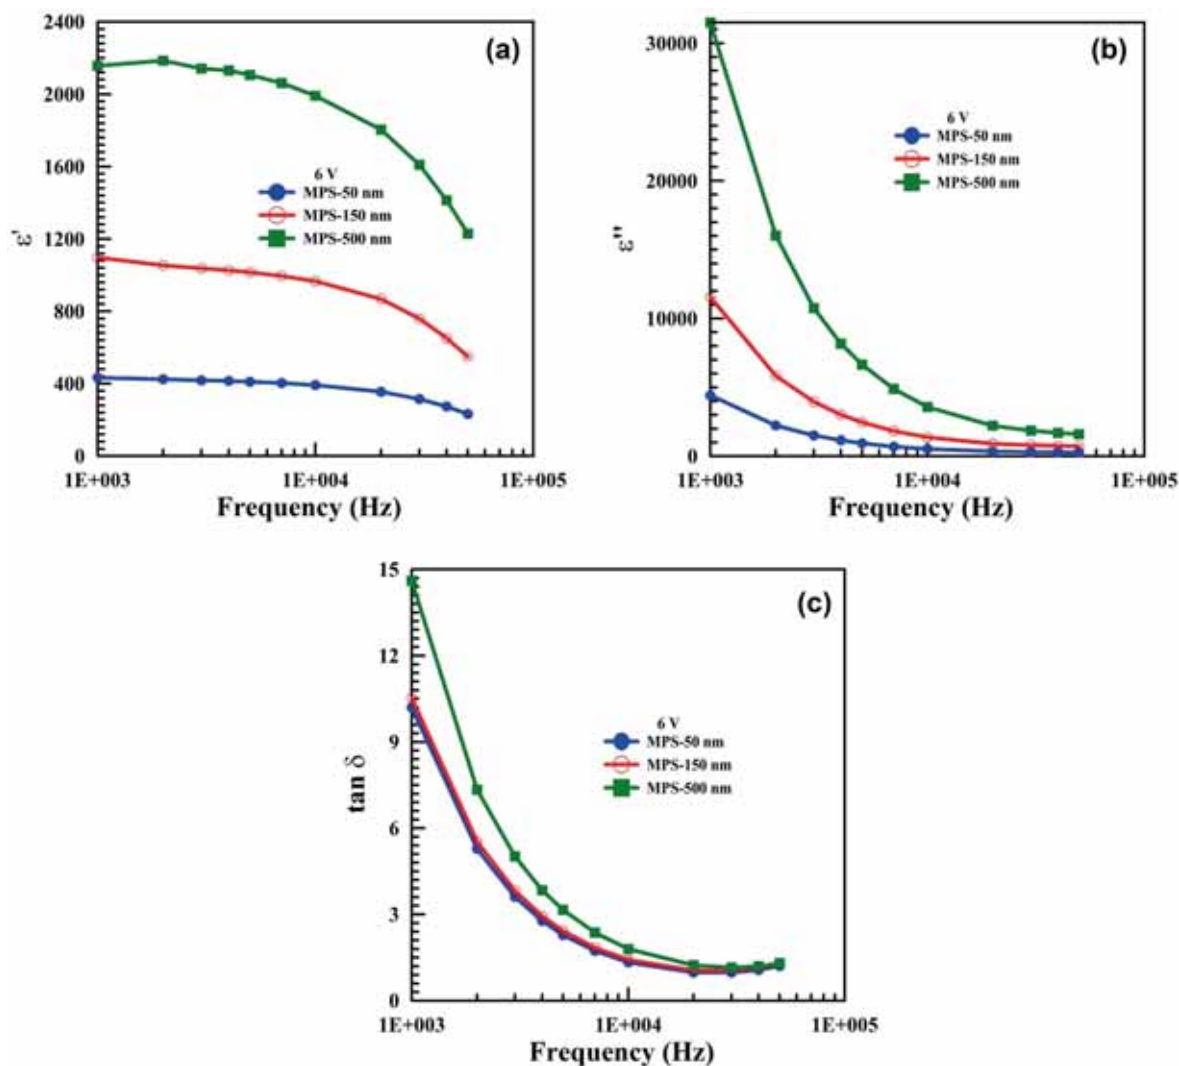 (a)
2400
2000
1600
1200
800
400
0
ε'
6 V
MPS-50 nm
MPS-150 nm
MPS-500 nm
1E+003 1E+004 1E+005
Frequency (Hz)
(b)
30000
20000
10000
0
ε"
6 V
MPS-50 nm
MPS-150 nm
MPS-500 nm
1E+003 1E+004 1E+005
Frequency (Hz)
(c)
15
12
9
6
3
0
tan δ
6 V
MPS-50 nm
MPS-150 nm
MPS-500 nm
1E+003 1E+004 1E+005
Frequency (Hz)